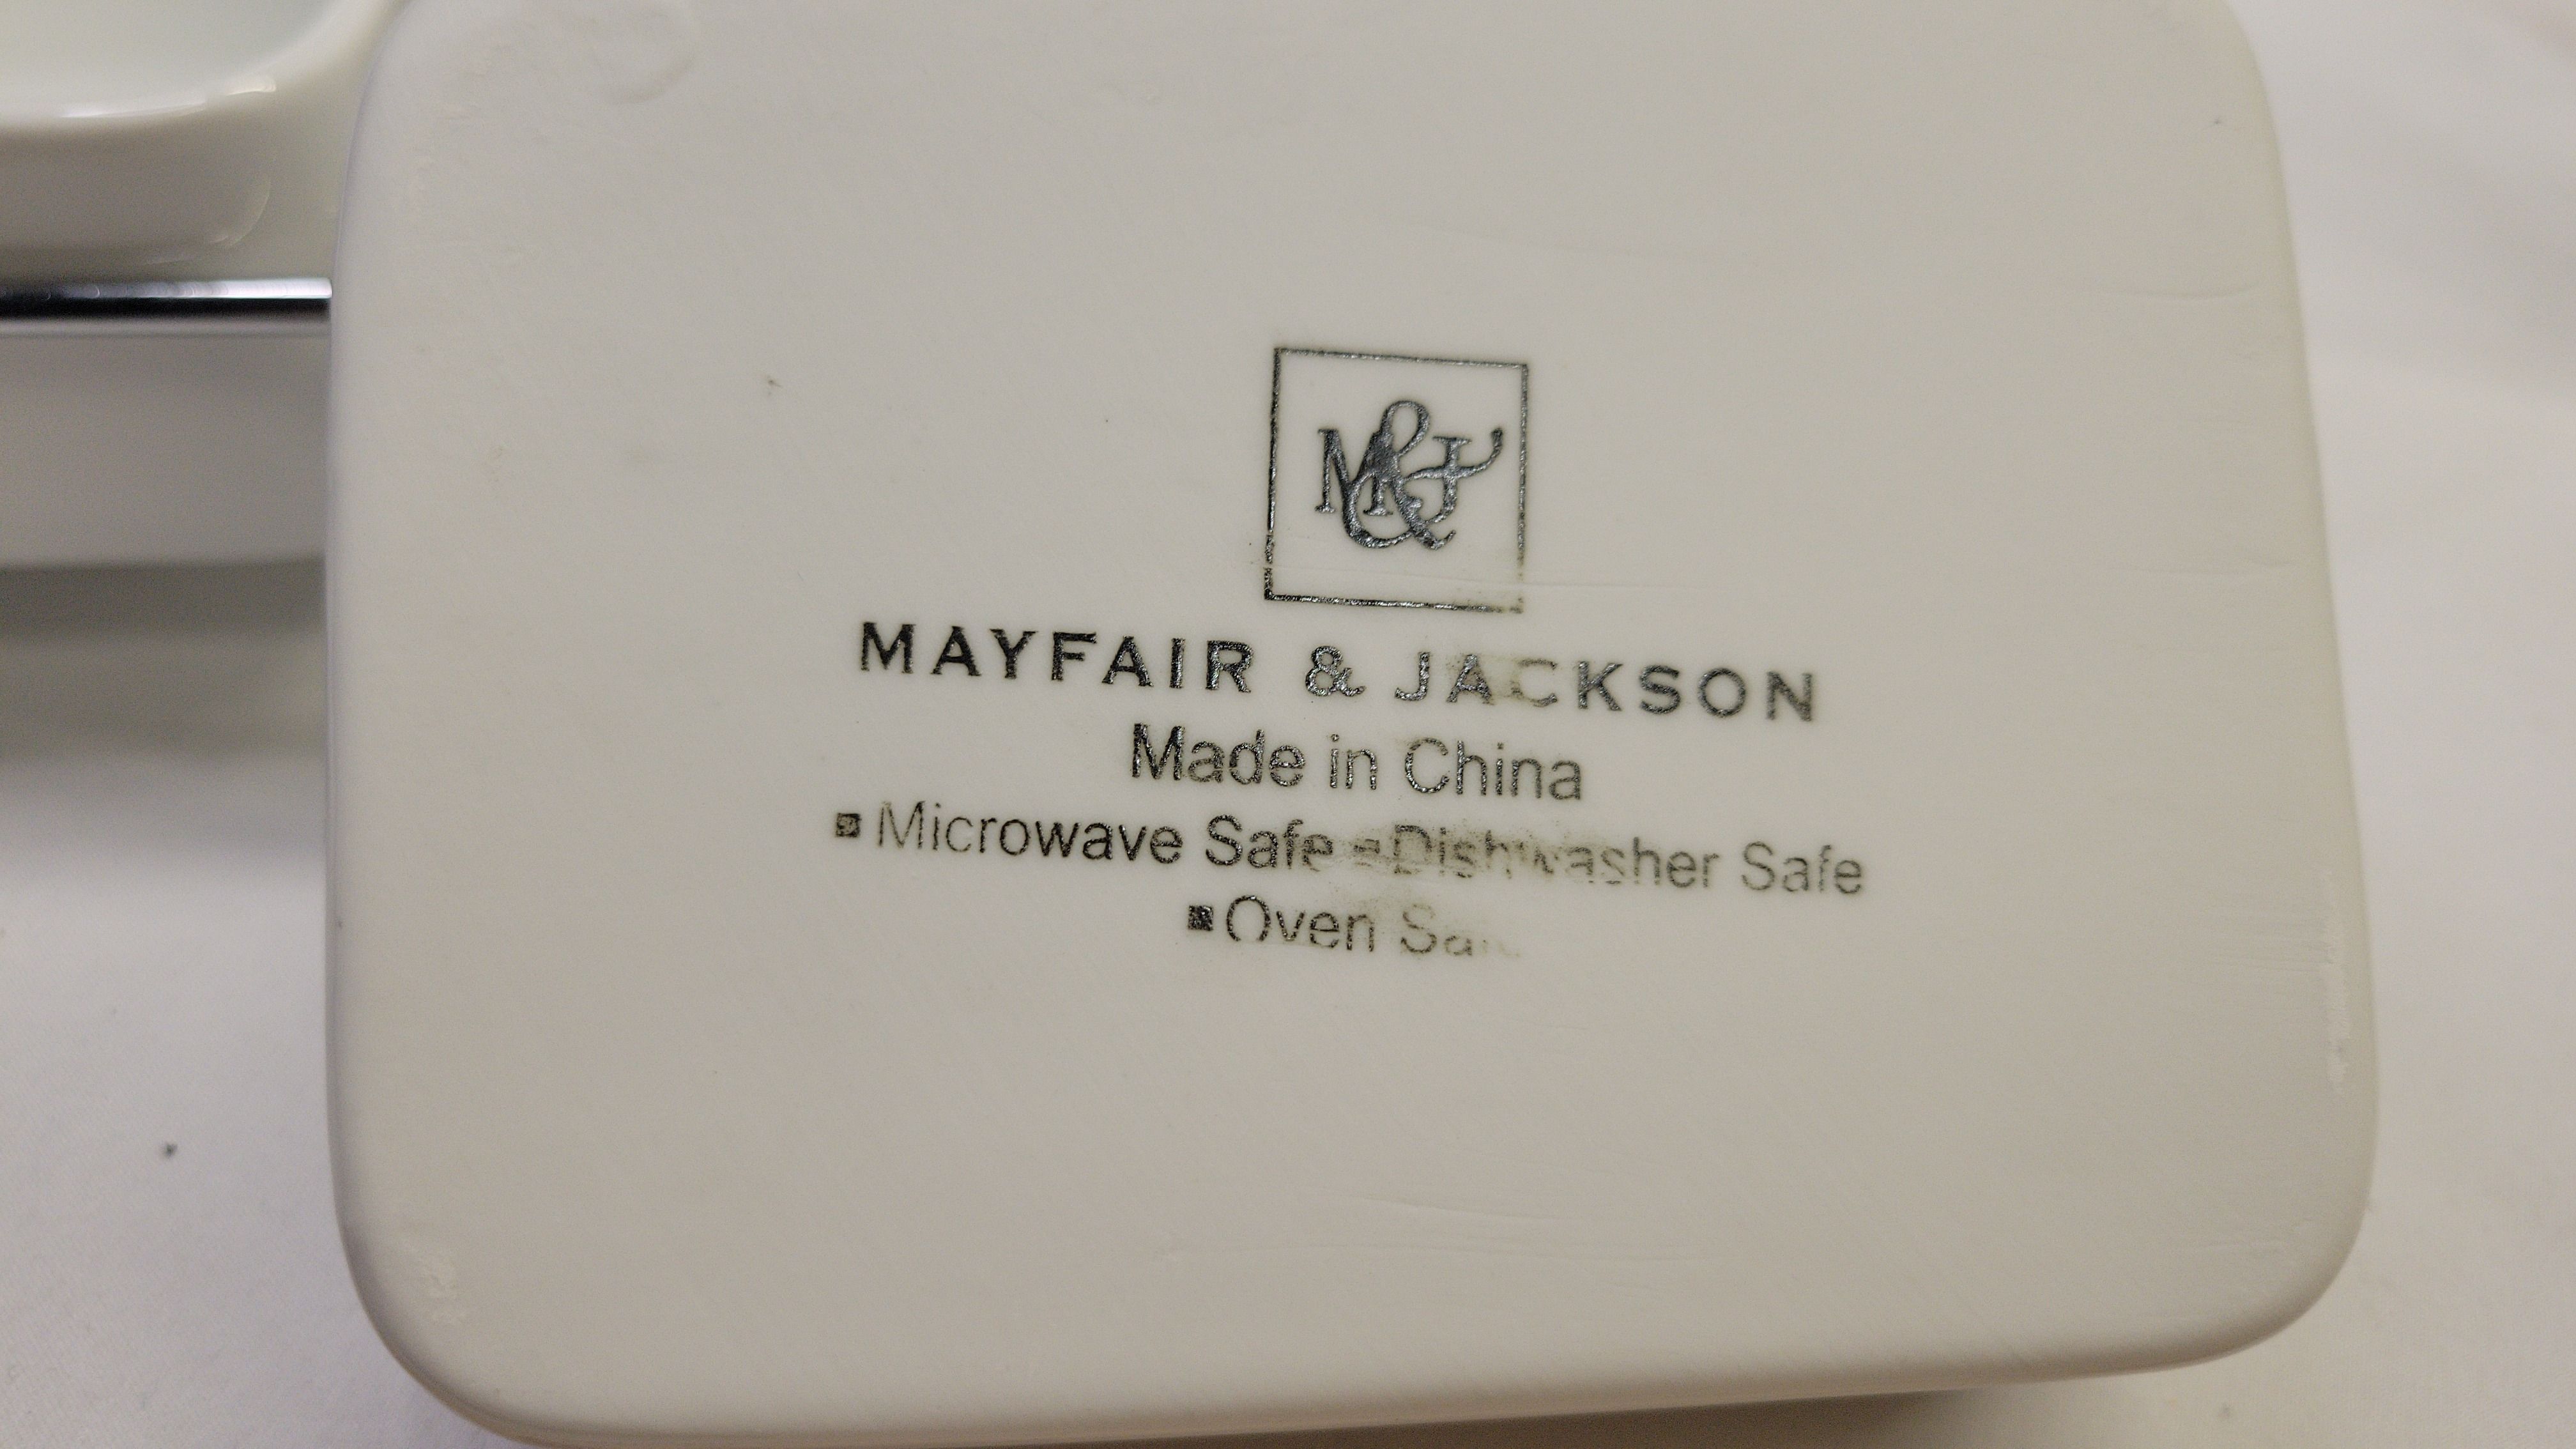 M&J
MAYFAIR & JACKSON
Made in China
▪ Microwave Safe ▪ Dishwasher Safe
▪ Oven